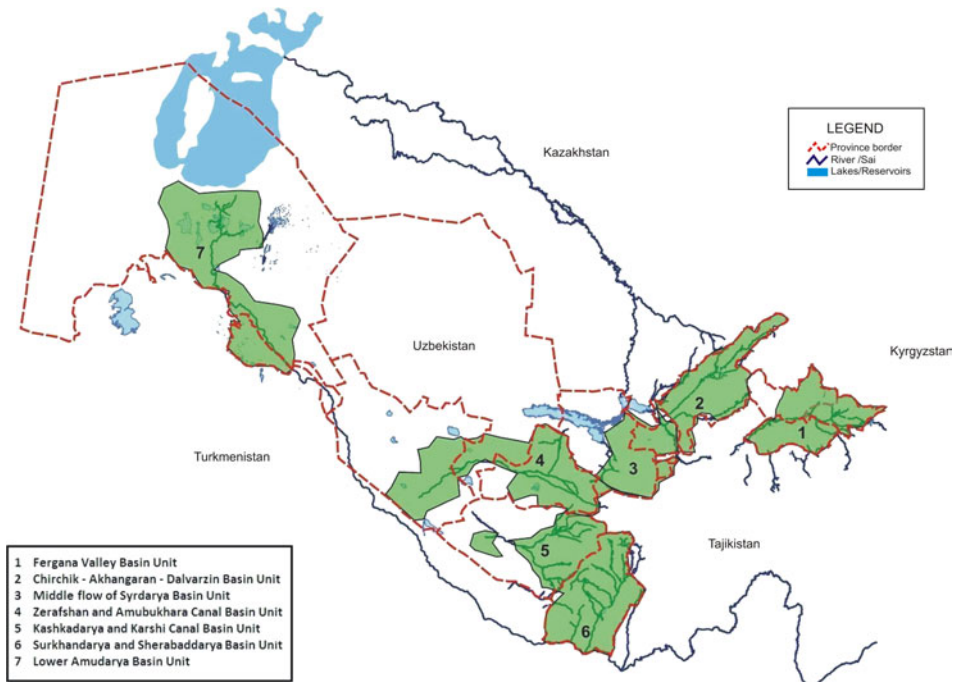 Kazakhstan
LEGEND
Province border
River /Sai
Lakes/Reservoirs
7
Uzbekistan
Kyrgyzstan
2
1
Turkmenistan
4
3
Tajikistan
5
6
1 Fergana Valley Basin Unit
2 Chirchik - Akhangaran - Dalvarzin Basin Unit
3 Middle flow of Syrdarya Basin Unit
4 Zerafshan and Amubukhara Canal Basin Unit
5 Kashkadarya and Karshi Canal Basin Unit
6 Surkhandarya and Sherabaddarya Basin Unit
7 Lower Amudarya Basin Unit